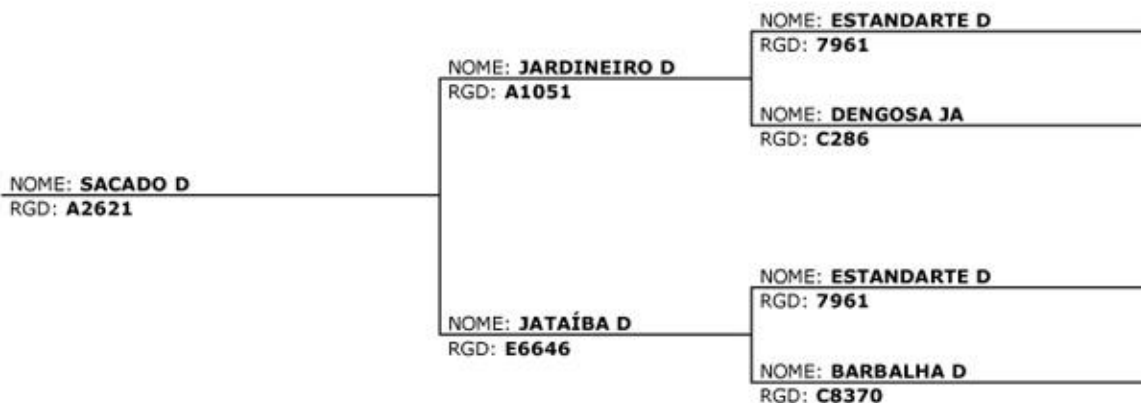 NOME: ESTANDARTE D
RGD: 7961
NOME: JARDINEIRO D
RGD: A1051
NOME: DENGOSA JA
RGD: C286
NOME: SACADO D
RGD: A2621
NOME: ESTANDARTE D
RGD: 7961
NOME: JATAÍBA D
RGD: E6646
NOME: BARBALHA D
RGD: C8370